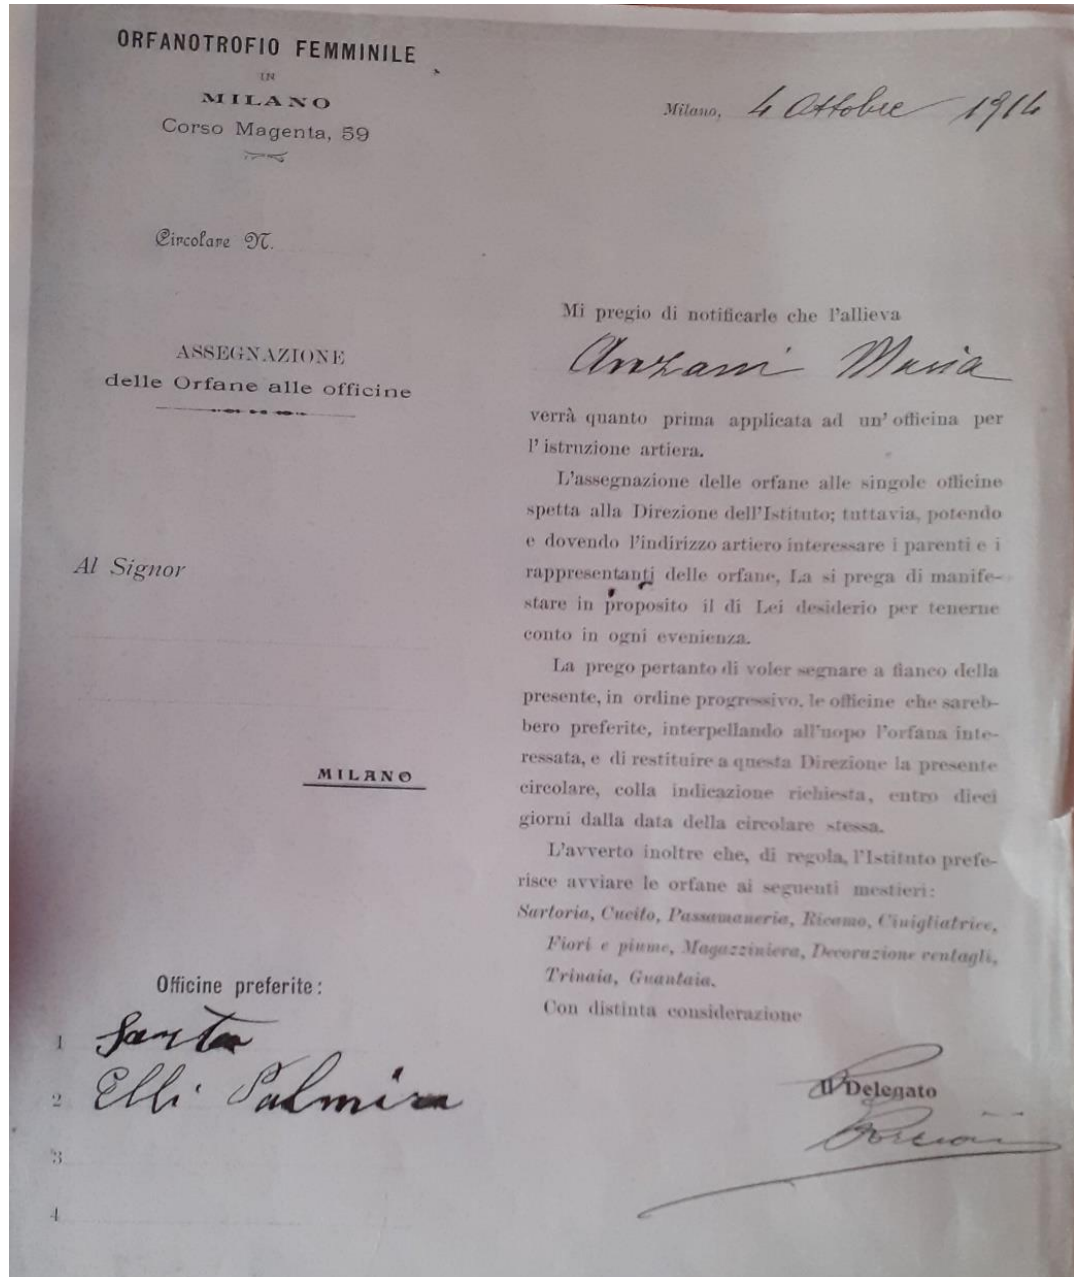 ORFANOTROFIO FEMMINILE
IN
MILANO
Corso Magenta, 59
Milano, 4 Ottobre 1914
Circolare N.
ASSEGNAZIONE
delle Orfane alle officine
Al Signor
MILANO
Mi pregio di notificarle che l'allieva
Anzani Maria
verrà quanto prima applicata ad un'officina per
l'istruzione artiera.
L'assegnazione delle orfane alle singole officine
spetta alla Direzione dell'Istituto; tuttavia, potendo
e dovendo l'indirizzo artiero interessare i parenti e i
rappresentanti delle orfane, La si prega di manife-
stare in proposito il di Lei desiderio per tenerne
conto in ogni evenienza.
La prego pertanto di voler segnare a fianco della
presente, in ordine progressivo, le officine che sareb-
bero preferite, interpellando all'uopo l'orfana inte-
ressata, e di restituire a questa Direzione la presente
circolare, colla indicazione richiesta, entro dieci
giorni dalla data della circolare stessa.
L'avverto inoltre che, di regola, l'Istituto prefe-
risce avviare le orfane ai seguenti mestieri:
Sartoria, Cucito, Passamaneria, Ricamo, Cinigliatrice,
Fiori e piume, Magazziniera, Decorazione ventagli,
Trinaia, Guantaia.
Con distinta considerazione
Il Delegato
Officine preferite:
1 Sarta
2 Elli Palmira
3
4